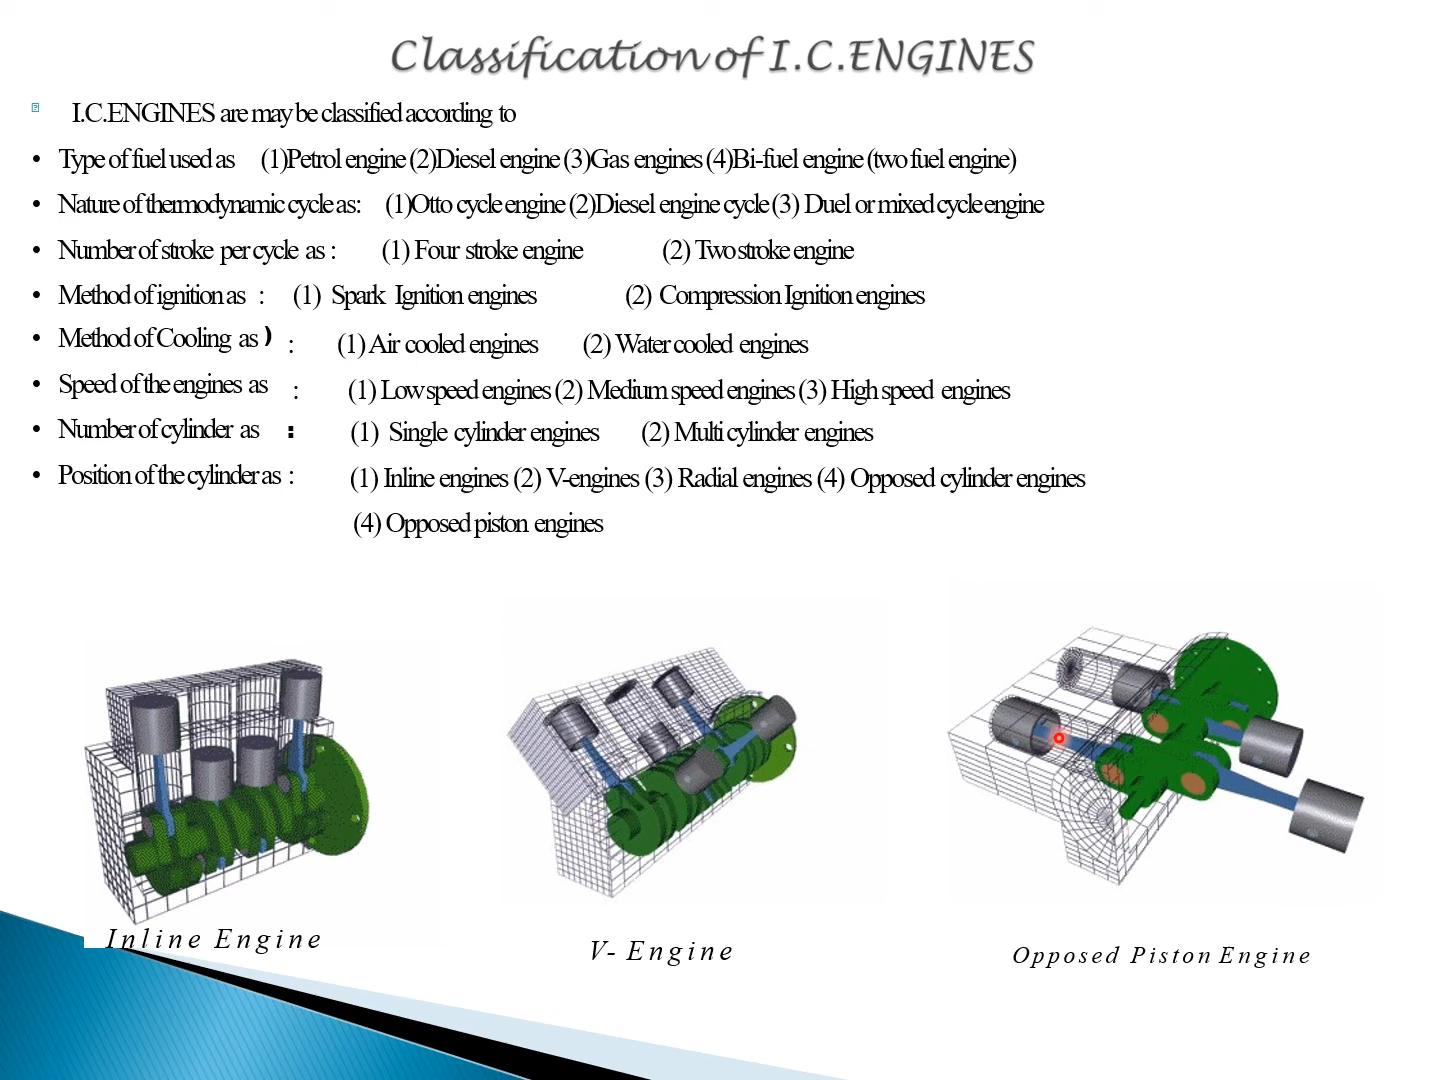 Classification of I.C.ENGINES
I.C.ENGINES are may be classified according to
• Type of fuel used as (1)Petrol engine (2)Diesel engine (3)Gas engines (4)Bi-fuel engine (two fuel engine)
• Nature of thermodynamic cycle as: (1)Otto cycle engine (2)Diesel engine cycle (3) Duel or mixed cycle engine
• Number of stroke per cycle as : (1) Four stroke engine (2) Two stroke engine
• Method of ignition as : (1) Spark Ignition engines (2) Compression Ignition engines
• Method of Cooling as ) : (1) Air cooled engines (2) Water cooled engines
• Speed of the engines as : (1) Low speed engines (2) Medium speed engines (3) High speed engines
• Number of cylinder as : (1) Single cylinder engines (2) Multi cylinder engines
• Position of the cylinder as : (1) Inline engines (2) V-engines (3) Radial engines (4) Opposed cylinder engines
(4) Opposed piston engines
Inline Engine
V- Engine
Opposed Piston Engine